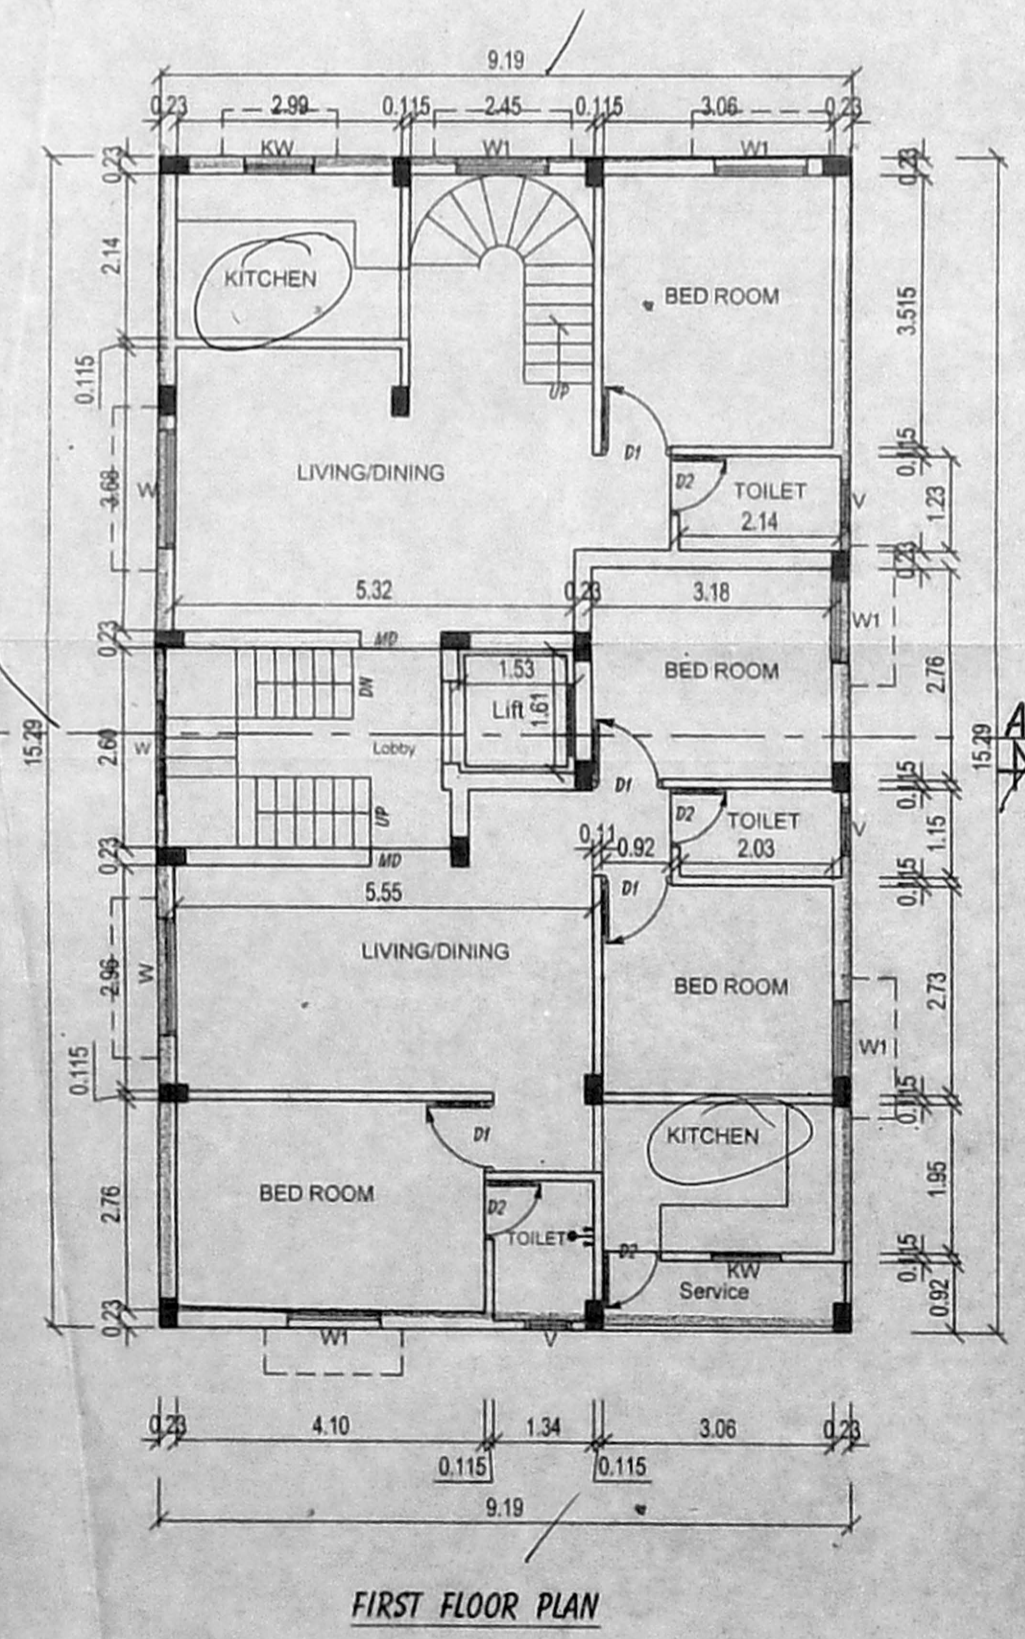 9.19
0.23 2.99 0.115 2.45 0.115 3.06 0.23
KW W1 W1
0.23 0.23
2.14
KITCHEN
BED ROOM
3.515
0.115
UP
D1
0.115
LIVING/DINING
D2
TOILET
2.14
V
1.23
3.68
W
0.23
5.32 0.23 3.18
W1
0.23
MD
BED ROOM
2.76
1.53
DN
Lift
1.61
A
15.29
2.60
W
Lobby
15.29
D1
0.115
UP
D2
TOILET
V
1.15
0.11
0.92
2.03
0.23
MD
D1
0.115
5.55
LIVING/DINING
2.96
W
BED ROOM
2.73
W1
0.115
0.115
D1
KITCHEN
BED ROOM
2.76
1.95
D2
TOILET
D2
0.115
KW
Service
0.92
0.23
W1
V
0.23 4.10 1.34 3.06 0.23
0.115 0.115
9.19
FIRST FLOOR PLAN